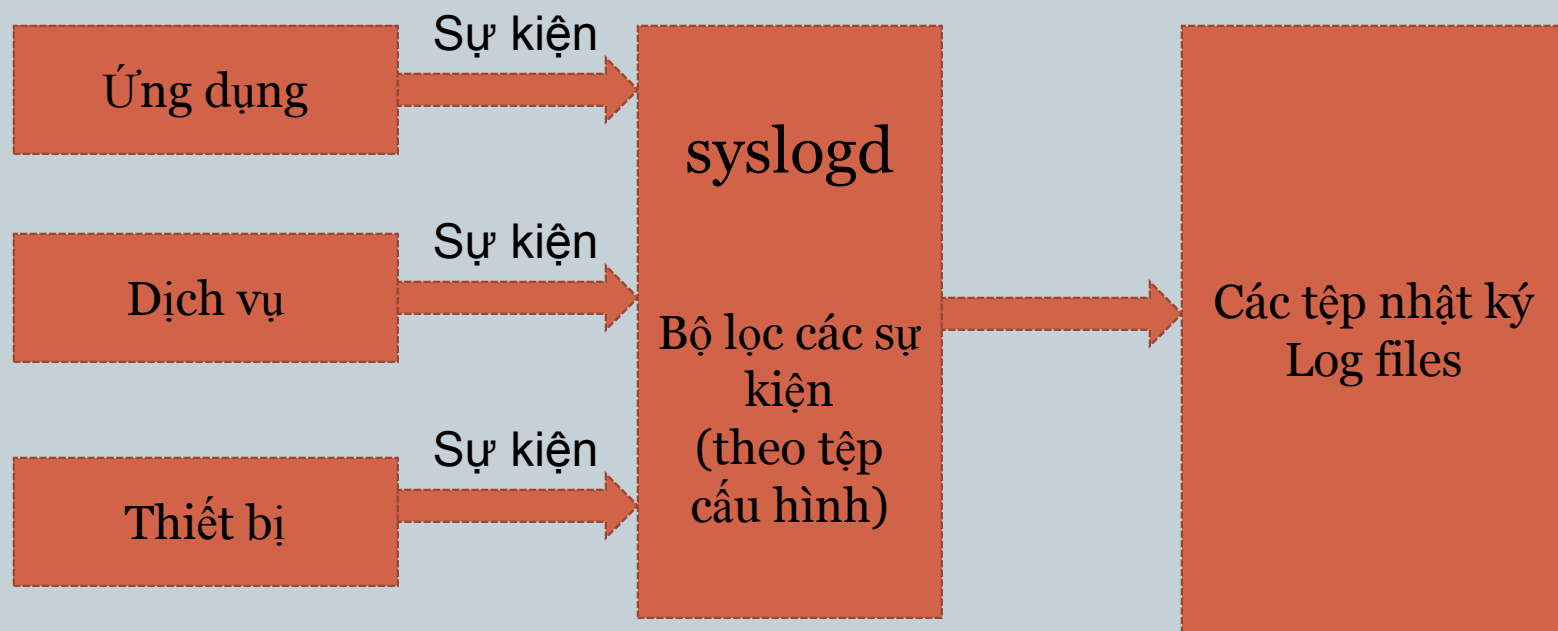 Sự kiện
Ứng dụng
syslogd
Sự kiện
Dịch vụ
Bộ lọc các sự
kiện
(theo tệp
cấu hình)
Các tệp nhật ký
Log files
Sự kiện
Thiết bị